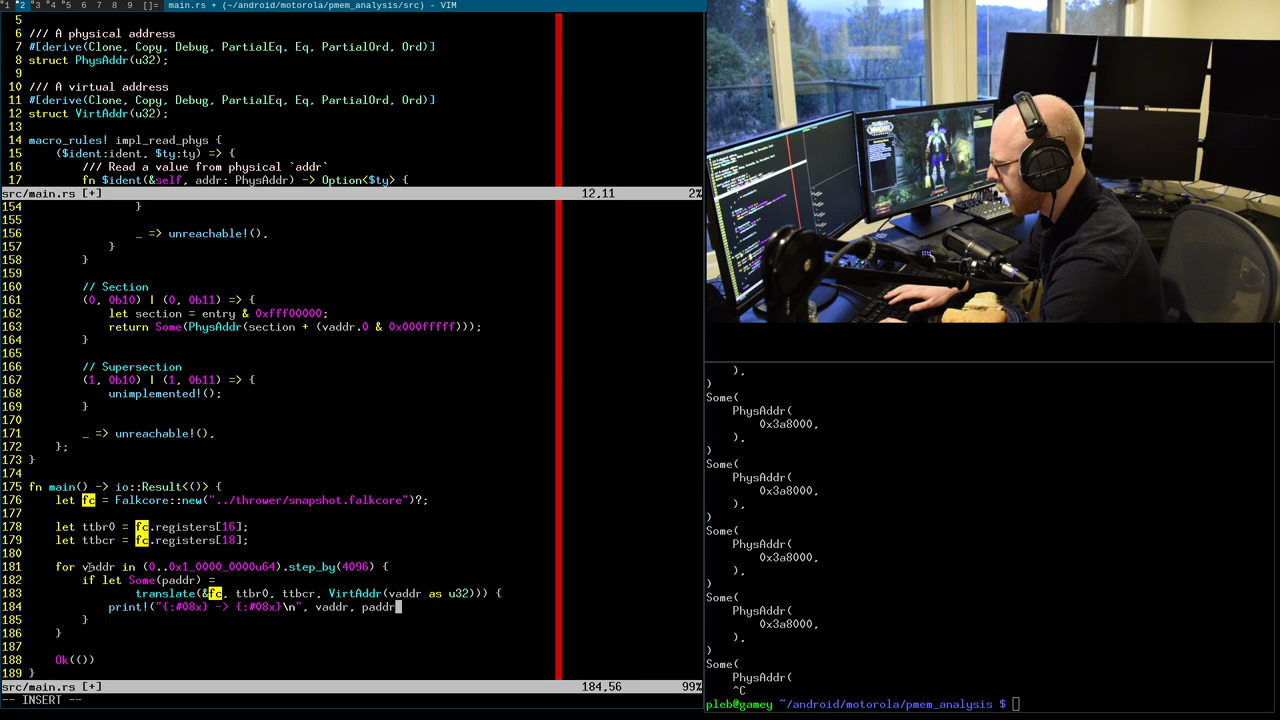 1 2 3 4 5 6 7 8 9 []= main.rs + (~/android/motorola/pmem_analysis/src) - VIM
5
6 /// A physical address
7 #[derive(Clone, Copy, Debug, PartialEq, Eq, PartialOrd, Ord)]
8 struct PhysAddr(u32);
9
10 /// A virtual address
11 #[derive(Clone, Copy, Debug, PartialEq, Eq, PartialOrd, Ord)]
12 struct VirtAddr(u32);
13
14 macro_rules! impl_read_phys {
15 ($ident:ident, $ty:ty) => {
16 /// Read a value from physical `addr`
17 fn $ident(&self, addr: PhysAddr) -> Option<$ty> {
src/main.rs [+] 12,11 2%
154 }
155
156 _ => unreachable!(),
157 }
158 }
159
160 // Section
161 (0, 0b10) | (0, 0b11) => {
162 let section = entry & 0xfff00000;
163 return Some(PhysAddr(section + (vaddr.0 & 0x000fffff)));
164 }
165
166 // Supersection
167 (1, 0b10) | (1, 0b11) => {
168 unimplemented!();
169 }
170
171 _ => unreachable!(),
172 };
173 }
174
175 fn main() -> io::Result<()> {
176 let fc = Falkcore::new("../thrower/snapshot.falkcore")?;
177
178 let ttbr0 = fc.registers[16];
179 let ttbcr = fc.registers[18];
180
181 for vaddr in (0..0x1_0000_0000u64).step_by(4096) {
182 if let Some(paddr) =
183 translate(&fc, ttbr0, ttbcr, VirtAddr(vaddr as u32))) {
184 print!("{:#08x} -> {:#08x}\n", vaddr, paddr
185 }
186 }
187
188 Ok(())
189 }
src/main.rs [+] 184,56 99%
-- INSERT --
),
)
Some(
PhysAddr(
0x3a8000,
),
)
Some(
PhysAddr(
0x3a8000,
),
)
Some(
PhysAddr(
0x3a8000,
),
)
Some(
PhysAddr(
0x3a8000,
),
)
Some(
PhysAddr(
^C
pleb@gamey ~/android/motorola/pmem_analysis $